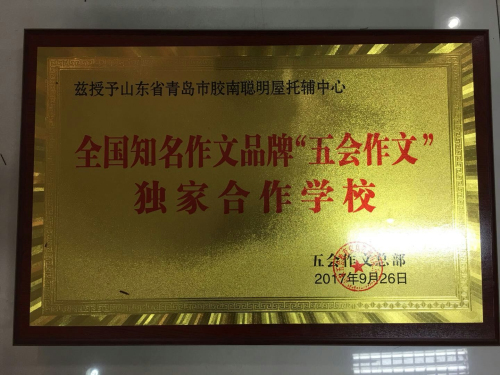 兹授予山东省青岛市胶南聪明屋托辅中心
全国知名作文品牌“五会作文”
独家合作学校
五会作文总部
2017年9月26日